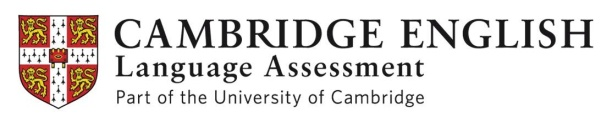 CAMBRIDGE ENGLISH
Language Assessment
Part of the University of Cambridge